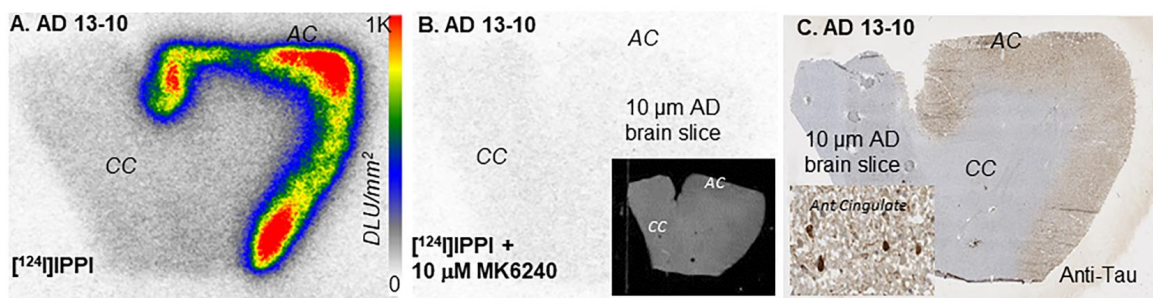 A. AD 13-10
AC
1K
CC
DLU/mm²
[¹²⁴I]IPPI
0
B. AD 13-10
AC
10 µm AD
brain slice
CC
AC
CC
[¹²⁴I]IPPI +
10 µM MK6240
C. AD 13-10
AC
10 µm AD
brain slice
CC
Ant Cingulate
Anti-Tau